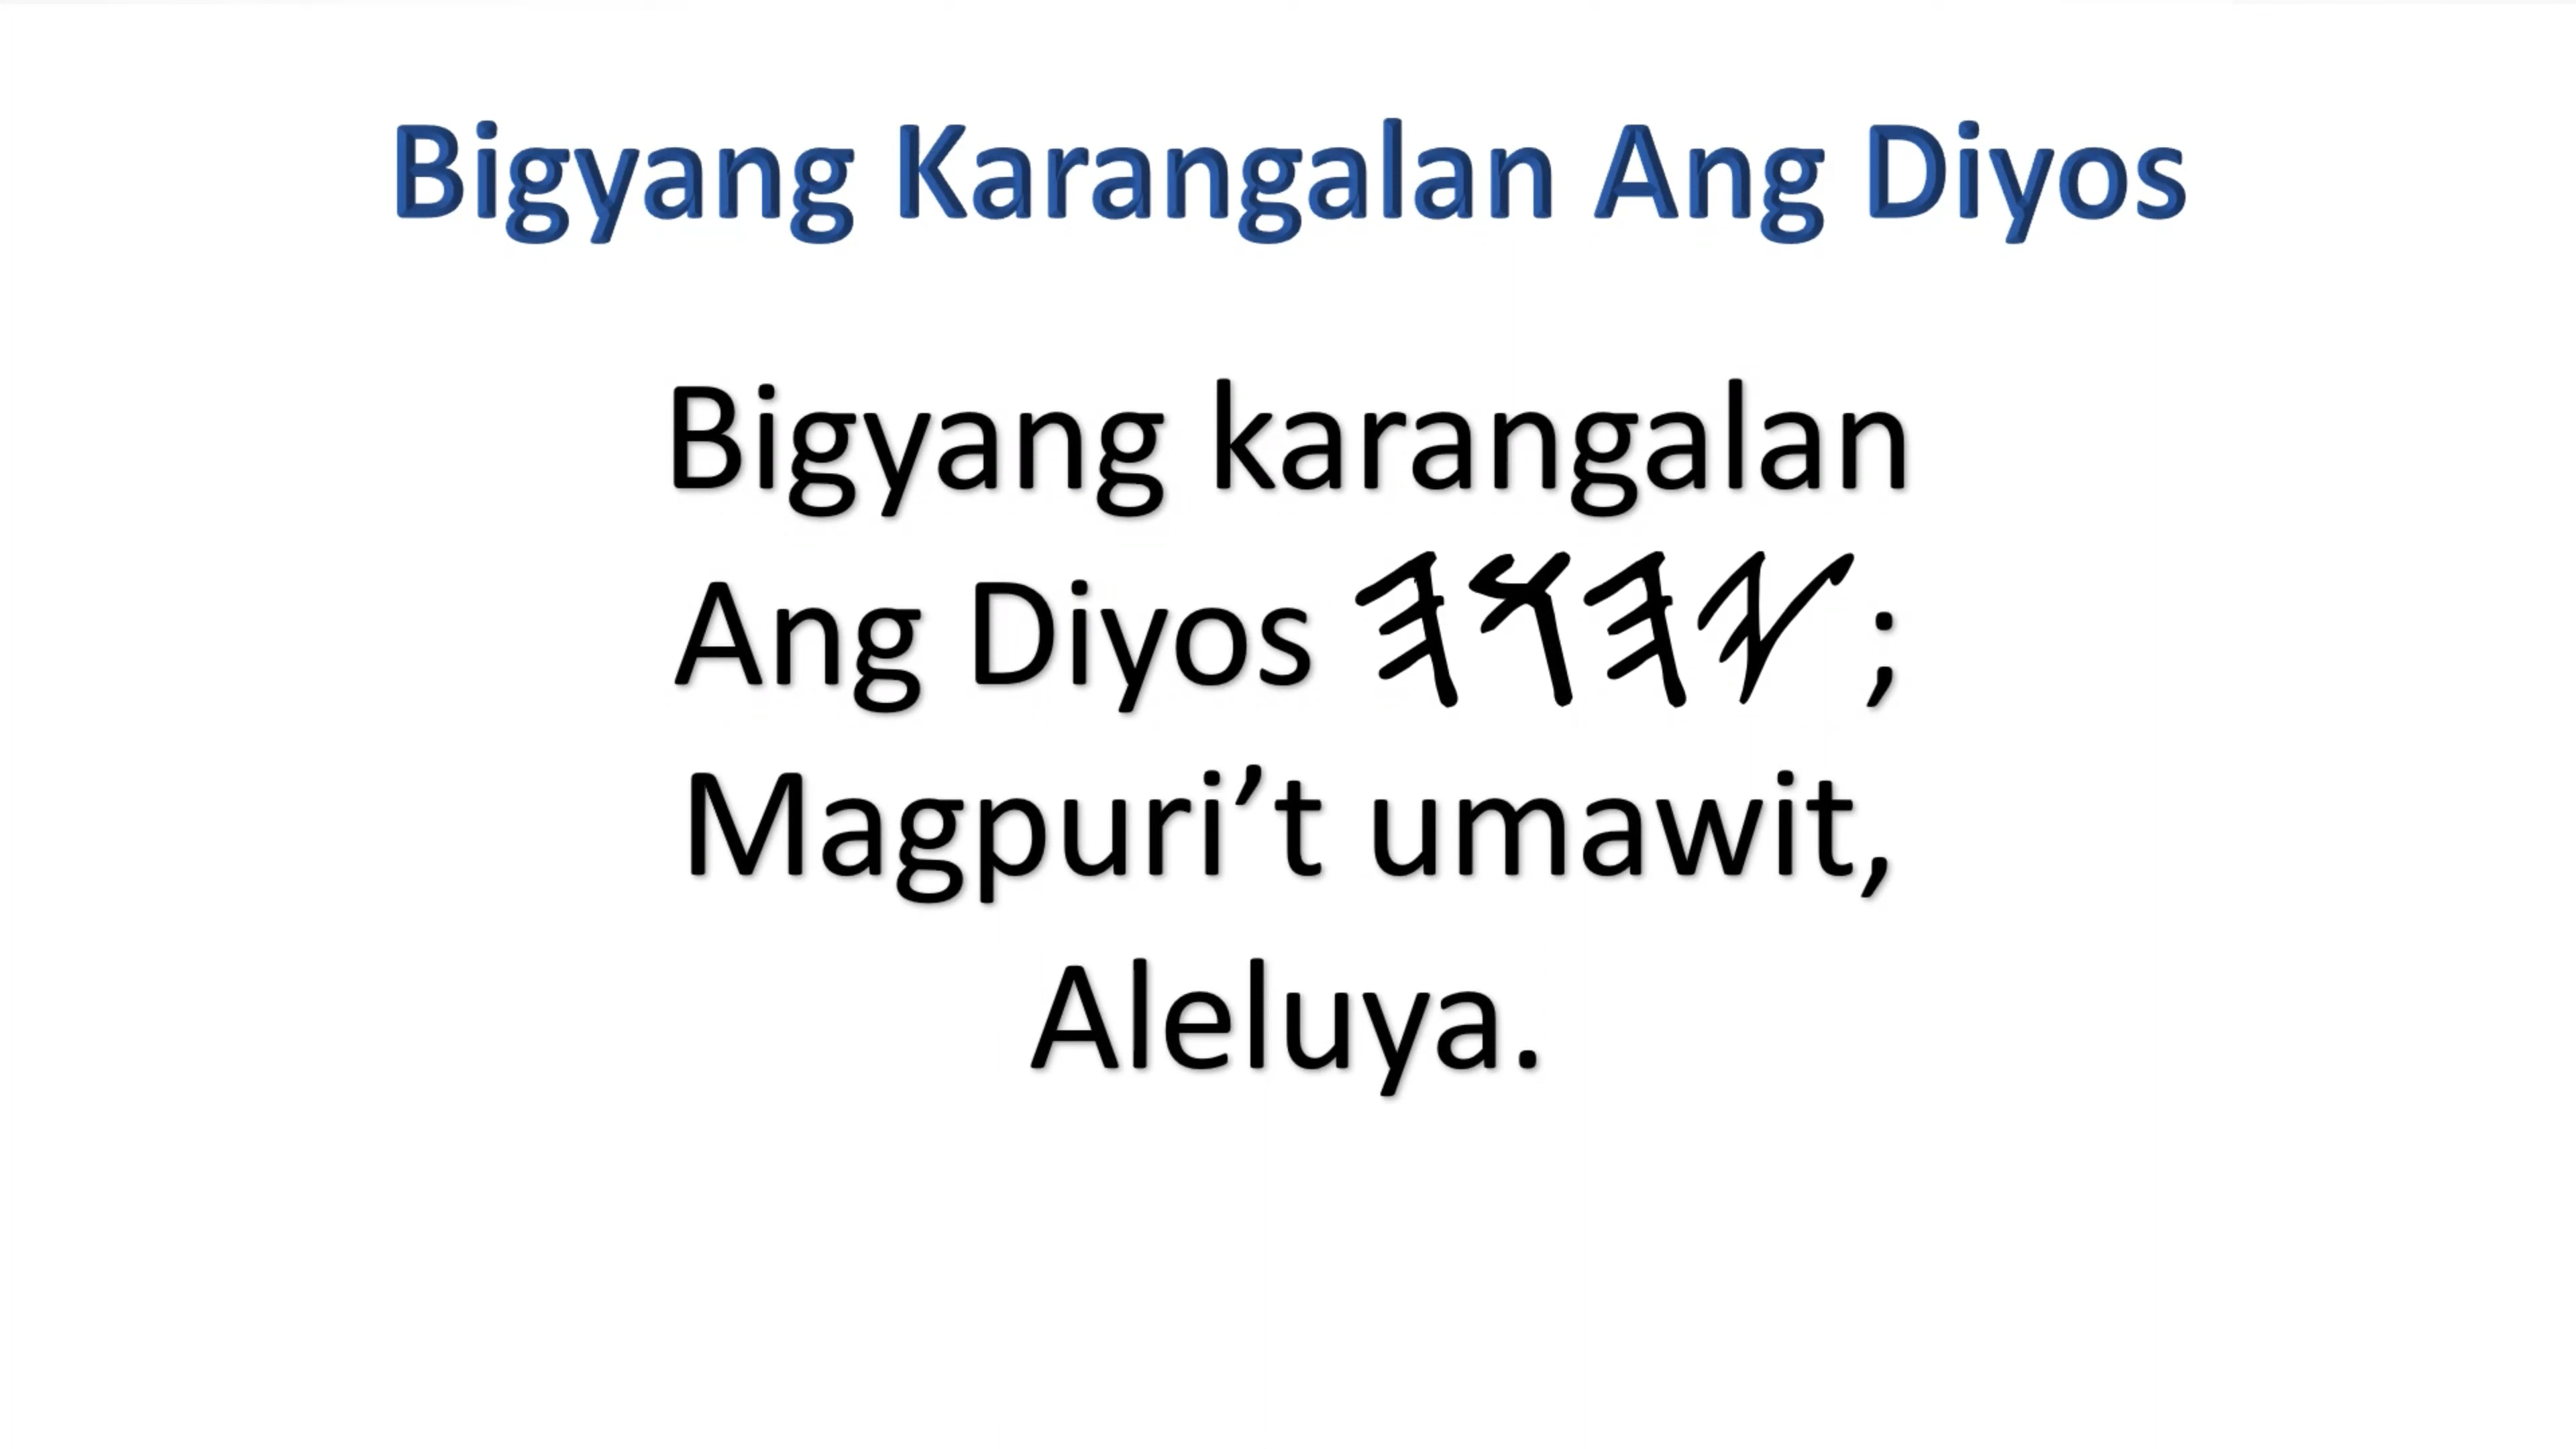 Bigyang Karangalan Ang Diyos
Bigyang karangalan
Ang Diyos 𐤉𐤄𐤅𐤄 ;
Magpuri’t umawit,
Aleluya.